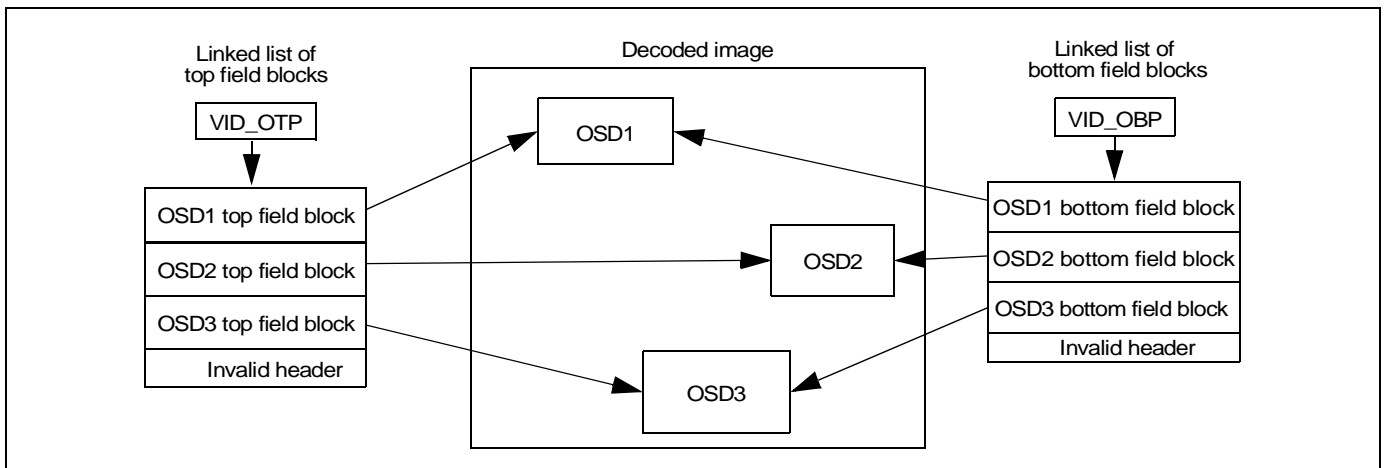 Linked list of
top field blocks
VID_OTP
OSD1 top field block
OSD2 top field block
OSD3 top field block
Invalid header
Decoded image
OSD1
OSD2
OSD3
Linked list of
bottom field blocks
VID_OBP
OSD1 bottom field block
OSD2 bottom field block
OSD3 bottom field block
Invalid header